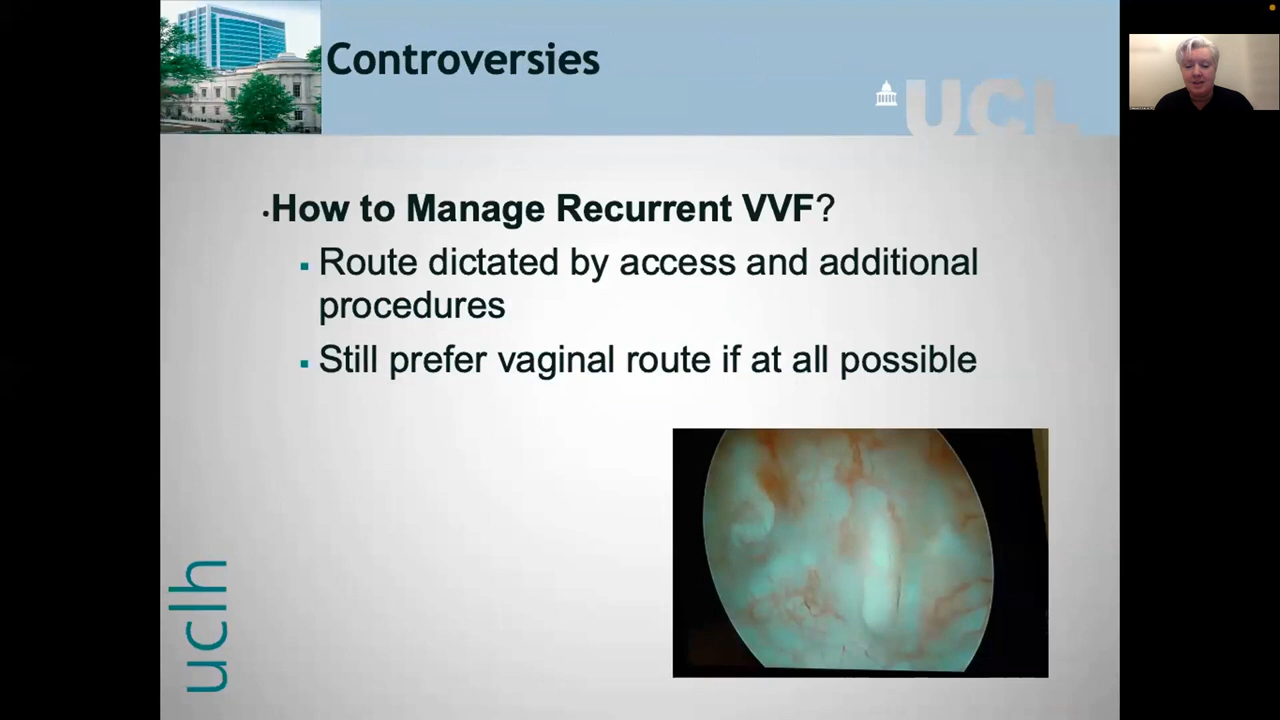 Controversies
UCL
•How to Manage Recurrent VVF?
▪ Route dictated by access and additional
procedures
▪ Still prefer vaginal route if at all possible
uclh